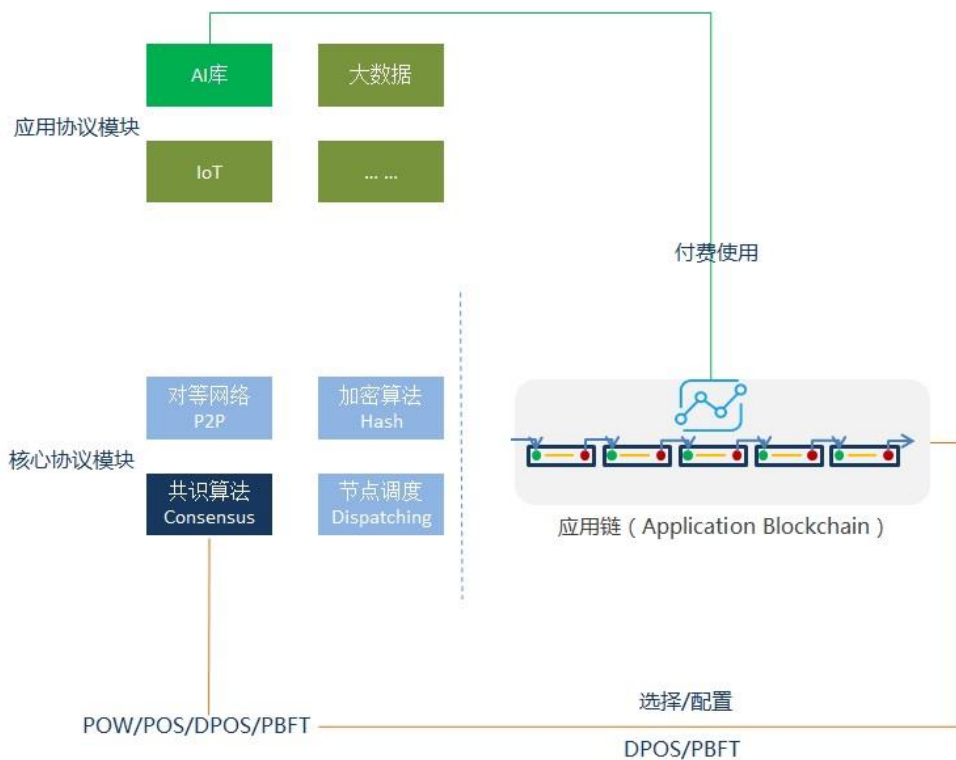 AI库
大数据
应用协议模块
IoT
... ...
付费使用
对等网络
P2P
加密算法
Hash
核心协议模块
共识算法
Consensus
节点调度
Dispatching
应用链（Application Blockchain）
选择/配置
POW/POS/DPOS/PBFT
DPOS/PBFT